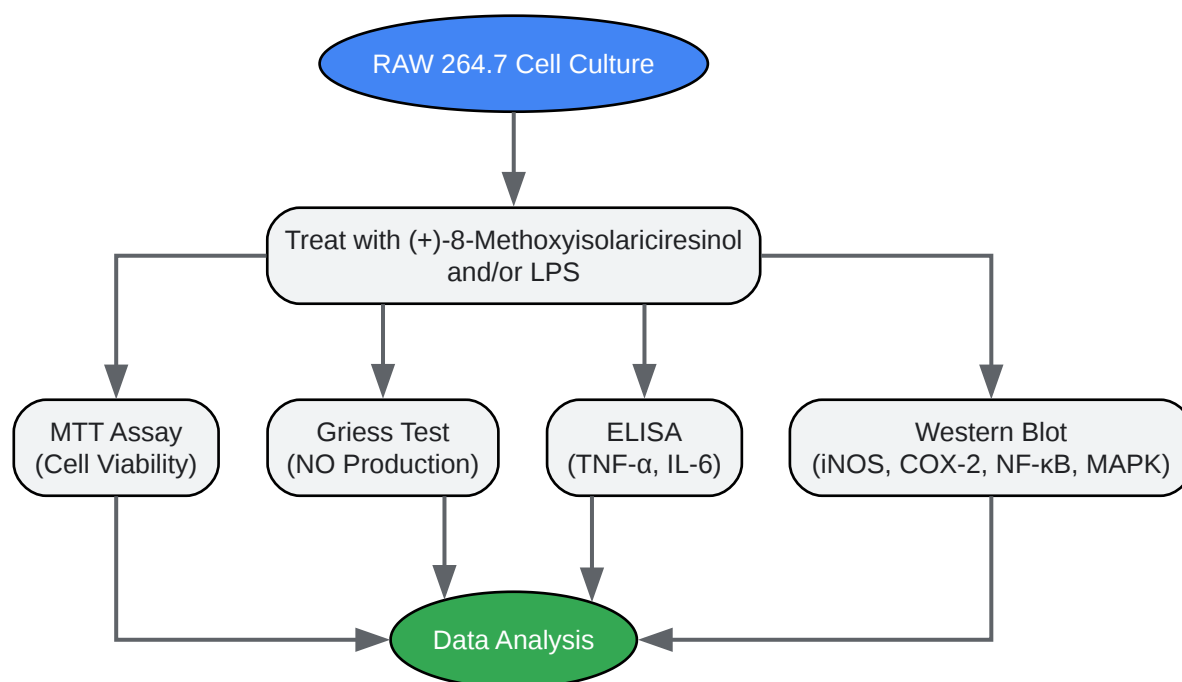 RAW 264.7 Cell Culture
Treat with (+)-8-Methoxyisolariciresinol
and/or LPS
MTT Assay
(Cell Viability)
Griess Test
(NO Production)
ELISA
(TNF-α, IL-6)
Western Blot
(iNOS, COX-2, NF-κB, MAPK)
Data Analysis